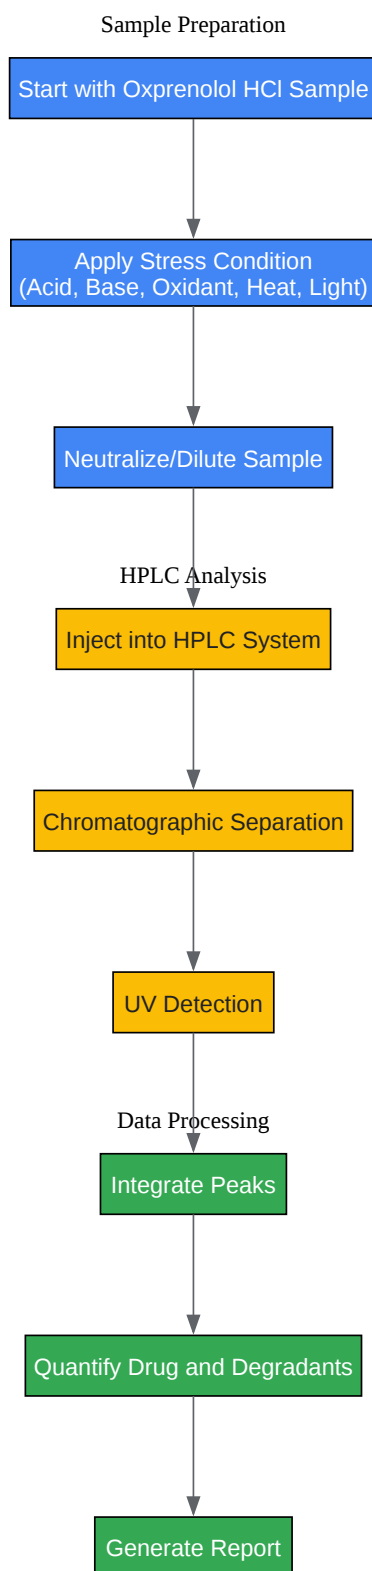 Sample Preparation
Start with Oxprenolol HCl Sample
Apply Stress Condition
(Acid, Base, Oxidant, Heat, Light)
Neutralize/Dilute Sample
HPLC Analysis
Inject into HPLC System
Chromatographic Separation
UV Detection
Data Processing
Integrate Peaks
Quantify Drug and Degradants
Generate Report